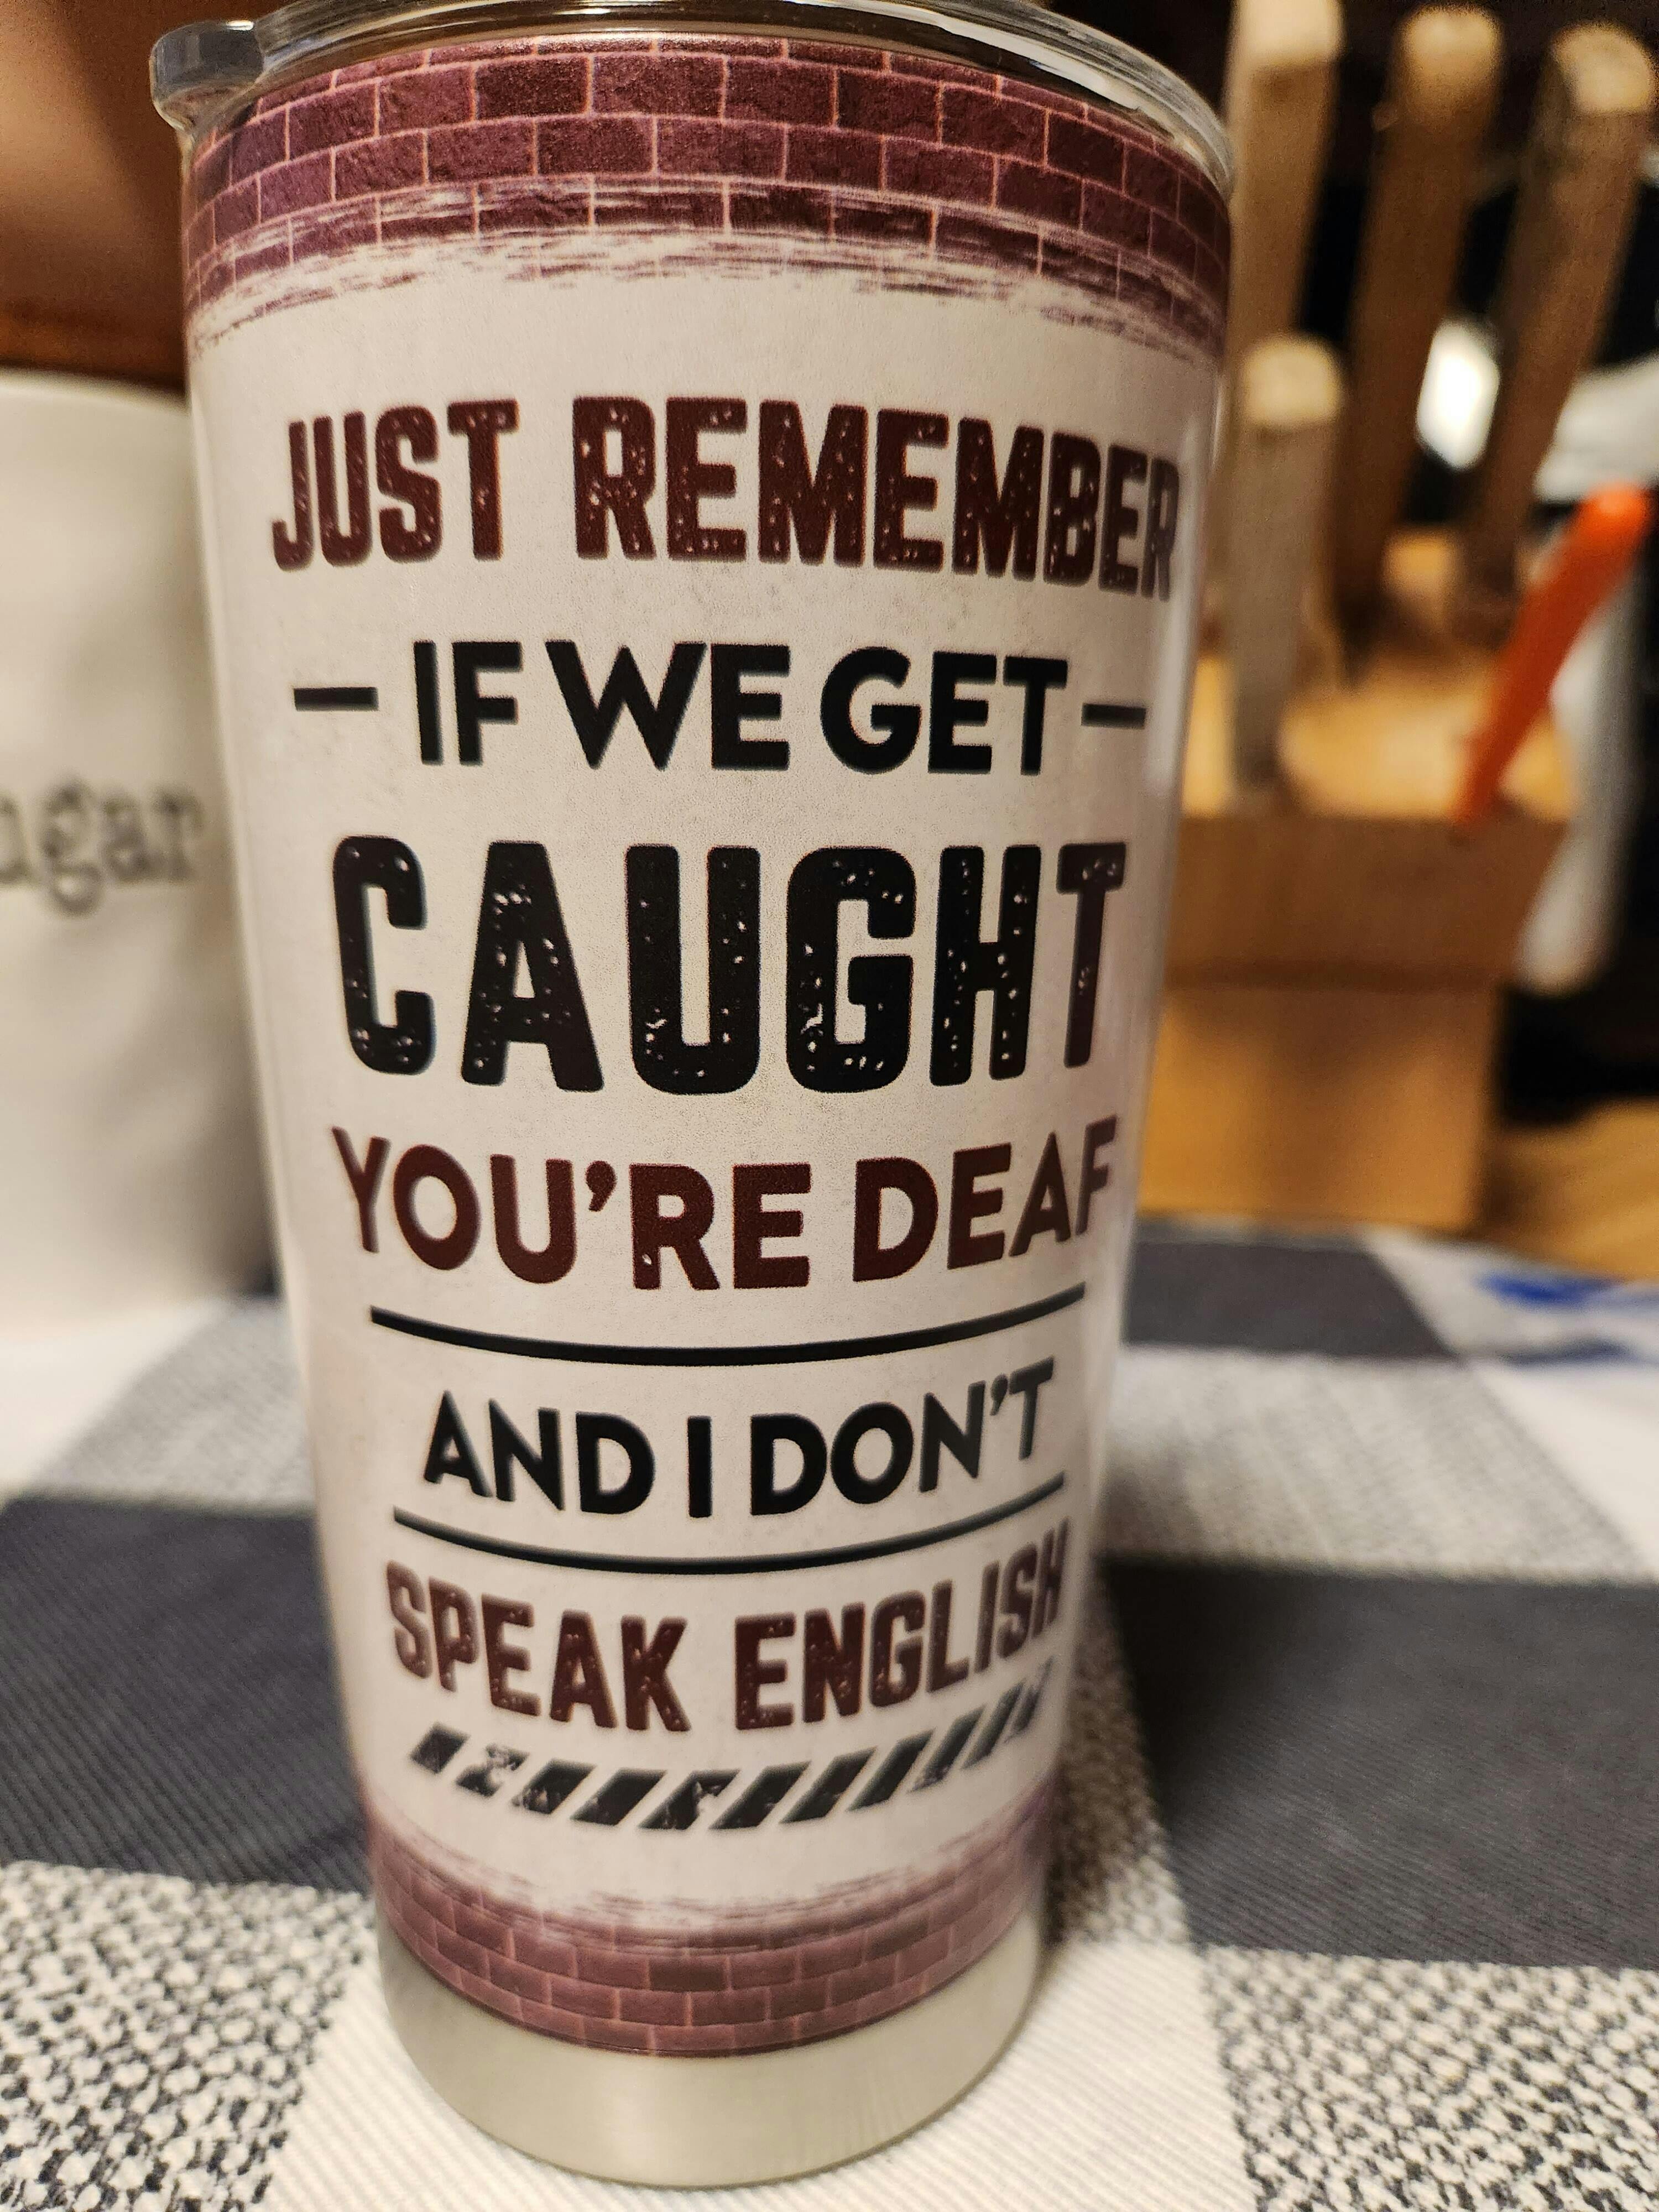 JUST REMEMBER
– IF WE GET –
CAUGHT
YOU'RE DEAF
AND I DON'T
SPEAK ENGLISH